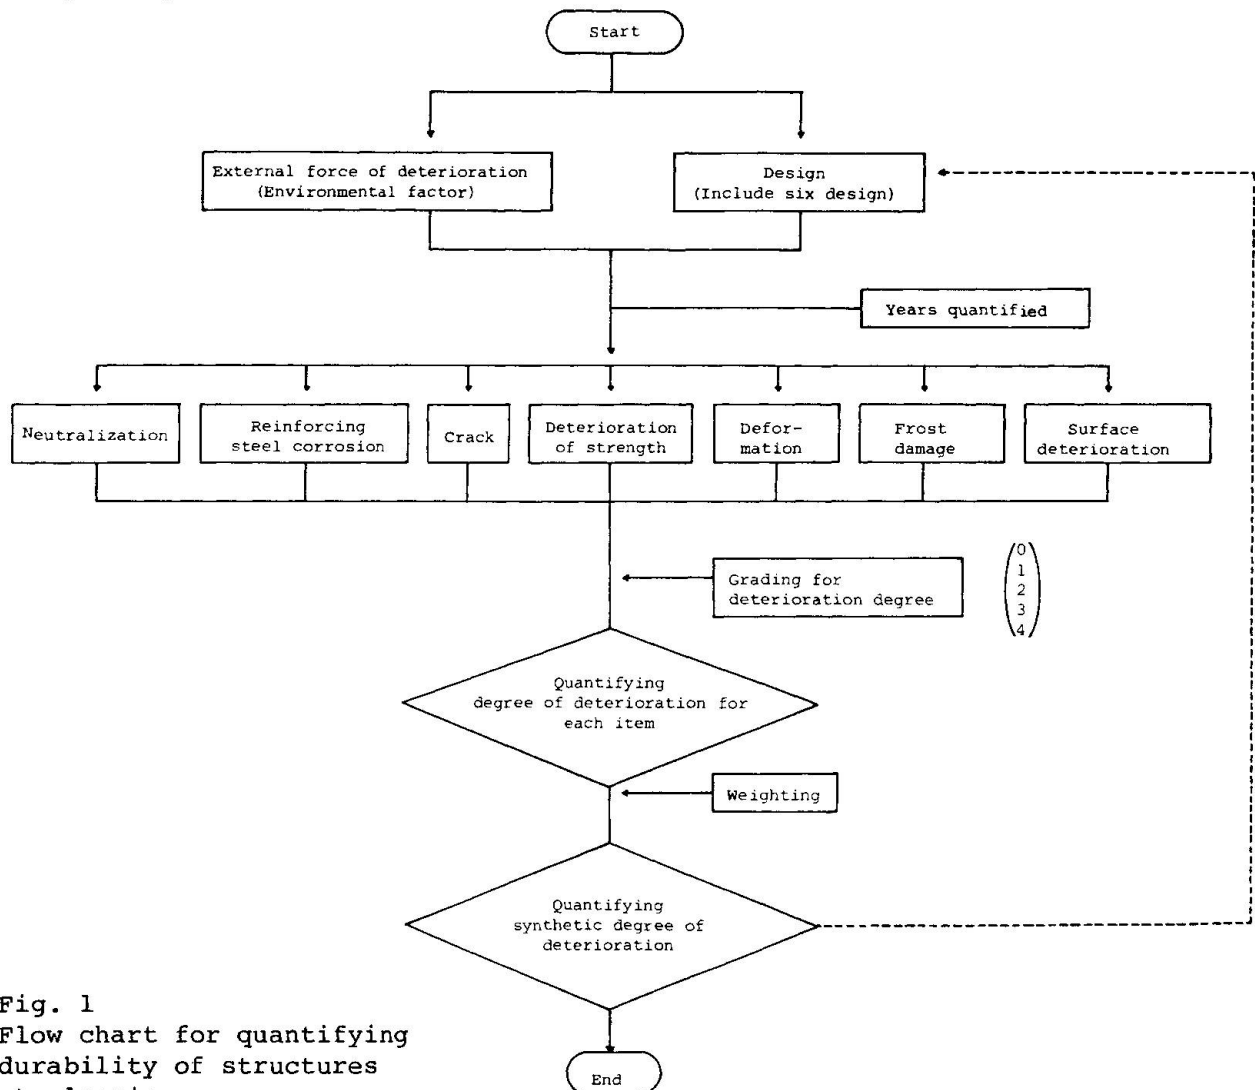 Start
External force of deterioration
(Environmental factor)
Design
(Include six design)
Years quantified
Neutralization
Reinforcing
steel corrosion
Crack
Deterioration
of strength
Defor-
mation
Frost
damage
Surface
deterioration
Grading for
deterioration degree
0
1
2
3
4
Quantifying
degree of deterioration for
each item
Weighting
Quantifying
synthetic degree of
deterioration
End
Fig. 1
Flow chart for quantifying
durability of structures